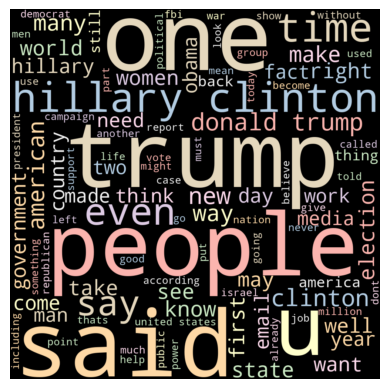 democrat fbi war show without
men one time
many still political look group used
world obama mean today become
hillary women back part make fact right
use
hillary clinton
campaign need donald trump called
president another report
support life vote might must thing
american country two case
trump
made think new day believe work told
government even way go nation media election
left something republican good put going never give
people
according israel america dont
come take say may clinton
man thats see know first email job million
including united states already well
said u
point much public help power state year want